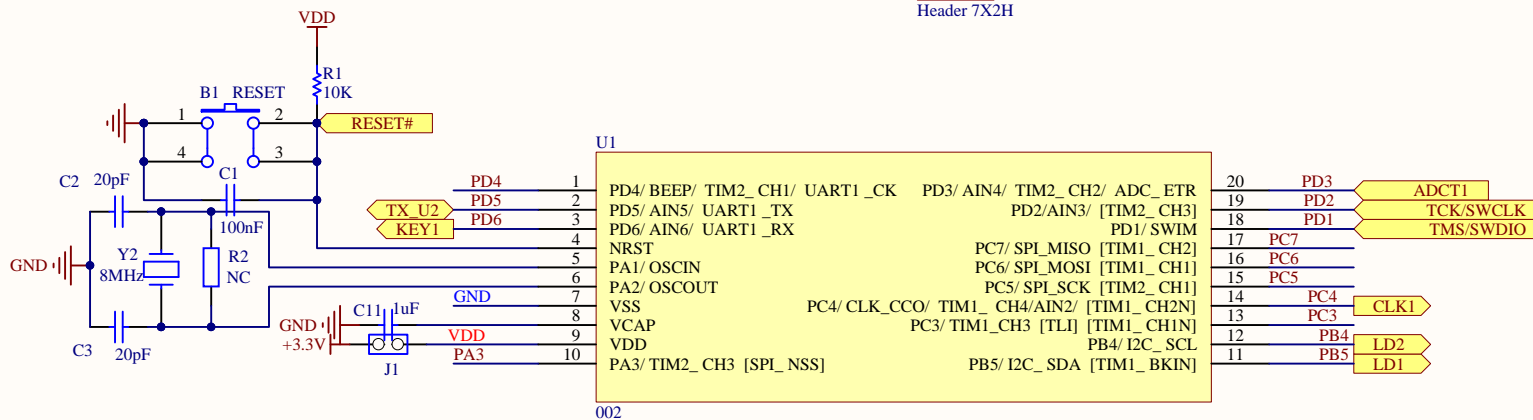 Header 7X2H
VDD
R1
10K
B1 RESET
1 2
RESET#
4 3
C1
100nF
C2 20pF
Y2
8MHz
R2
NC
GND
C3 20pF
U1
PD4 1 PD4/ BEEP/ TIM2_CH1/ UART1 _CK
TX_U2 PD5 2 PD5/ AIN5/ UART1 _TX
KEY1 PD6 3 PD6/ AIN6/ UART1 _RX
4 NRST
5 PA1/ OSCIN
6 PA2/ OSCOUT
GND 7 VSS
C11 1uF
GND 8 VCAP
+3.3V VDD 9 VDD
J1
PA3 10 PA3/ TIM2_ CH3 [SPI_ NSS]
PD3/ AIN4/ TIM2_ CH2/ ADC_ETR 20 PD3 ADCT1
PD2/AIN3/ [TIM2_ CH3] 19 PD2 TCK/SWCLK
PD1/ SWIM 18 PD1 TMS/SWDIO
PC7/ SPI_MISO [TIM1_ CH2] 17 PC7
PC6/ SPI_MOSI [TIM1_ CH1] 16 PC6
PC5/ SPI_SCK [TIM2_ CH1] 15 PC5
PC4/ CLK_CCO/ TIM1_ CH4/AIN2/ [TIM1_ CH2N] 14 PC4 CLK1
PC3/ TIM1_CH3 [TLI] [TIM1_ CH1N] 13 PC3
PB4/ I2C_ SCL 12 PB4 LD2
PB5/ I2C_ SDA [TIM1_ BKIN] 11 PB5 LD1
002